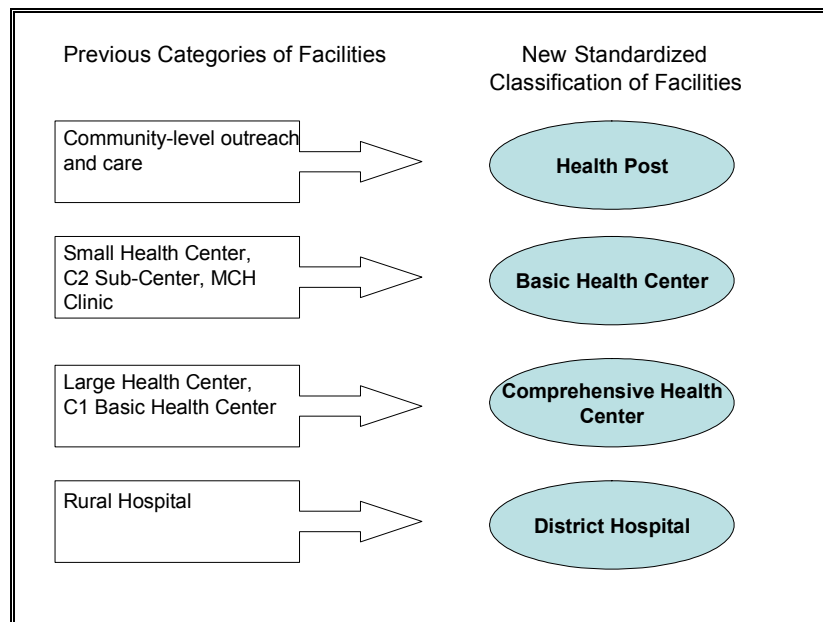 Previous Categories of Facilities
New Standardized
Classification of Facilities
Community-level outreach
and care
Health Post
Small Health Center,
C2 Sub-Center, MCH
Clinic
Basic Health Center
Large Health Center,
C1 Basic Health Center
Comprehensive Health
Center
Rural Hospital
District Hospital